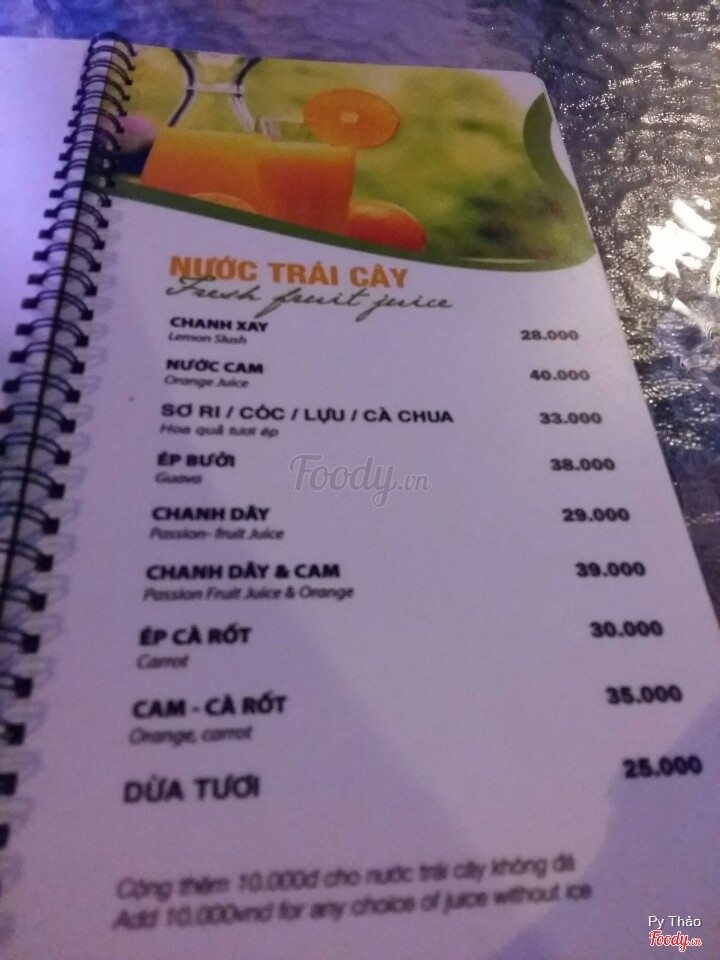 NƯỚC TRÁI CÂY
Fresh fruit juice
CHANH XAY 28.000
Lemon Slush
NƯỚC CAM 40.000
Orange Juice
SƠ RI / CÓC / LỰU / CÀ CHUA 33.000
Hoa quả tươi ép
ÉP BƯỞI 38.000
Guava
CHANH DÂY 29.000
Passion- fruit Juice
CHANH DÂY & CAM 39.000
Passion Fruit Juice & Orange
ÉP CÀ RỐT 30.000
Carrot
CAM - CÀ RỐT 35.000
Orange, carrot
DỪA TƯƠI 25.000
Cộng thêm 10.000đ cho nước trái cây không đá
Add 10.000vnd for any choice of juice without ice
Foody.vn
Py Thảo
Foody.vn